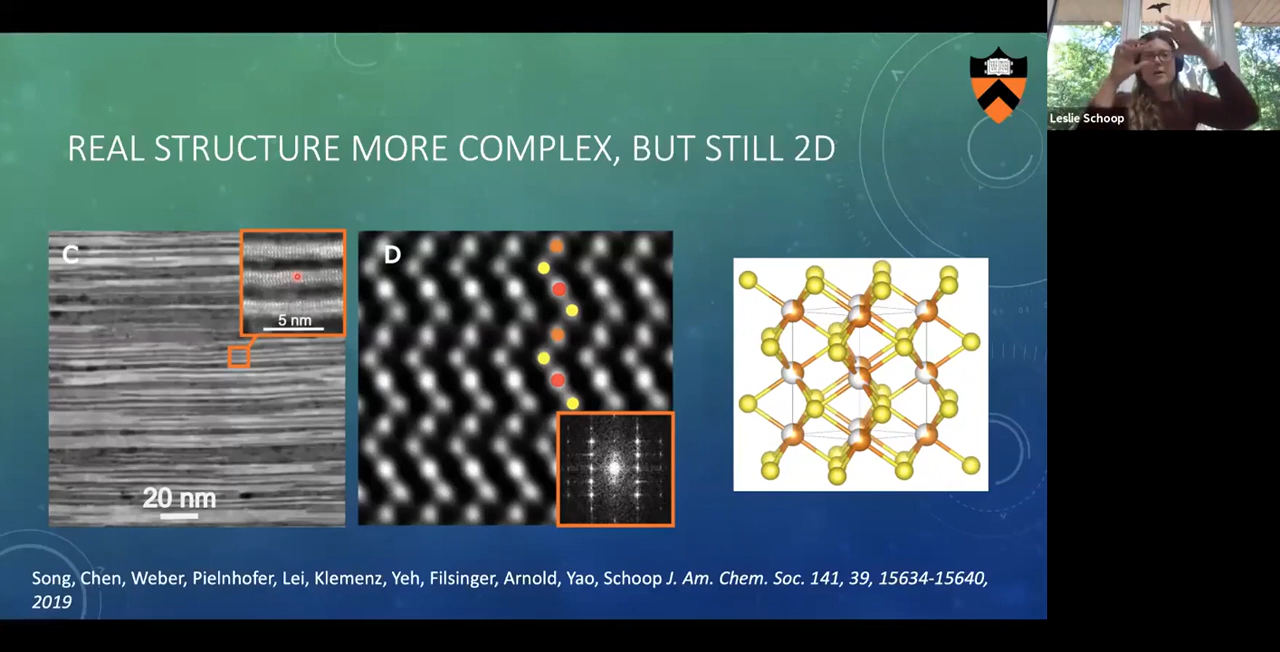 REAL STRUCTURE MORE COMPLEX, BUT STILL 2D
Leslie Schoop
C
5 nm
20 nm
D
Song, Chen, Weber, Pielnhofer, Lei, Klemenz, Yeh, Filsinger, Arnold, Yao, Schoop J. Am. Chem. Soc. 141, 39, 15634-15640,
2019